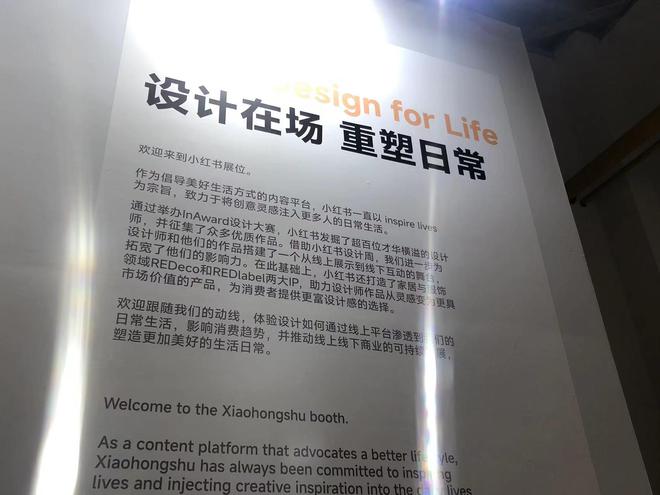 Design for Life
设计在场 重塑日常
欢迎来到小红书展位。
作为倡导美好生活方式的内容平台，小红书一直以 inspire lives
为宗旨，致力于将创意灵感注入更多人的日常生活。
通过举办InAward设计大赛，小红书发掘了超百位才华横溢的设计
师，并征集了众多优质作品。借助小红书设计周，我们进一步为
设计师和他们的作品搭建了一个从线上展示到线下互动的舞台，
拓宽了他们的影响力。在此基础上，小红书还打造了家居与服饰
领域REDeco和REDlabel两大IP，助力设计师作品从灵感变为更具
市场价值的产品，为消费者提供更富设计感的选择。
欢迎跟随我们的动线，体验设计如何通过线上平台渗透到我们的
日常生活，影响消费趋势，并推动线上线下商业的可持续发展，
塑造更加美好的生活日常。
Welcome to the Xiaohongshu booth.
As a content platform that advocates a better lifestyle,
Xiaohongshu has always been committed to inspiring
lives and injecting creative inspiration into the daily lives